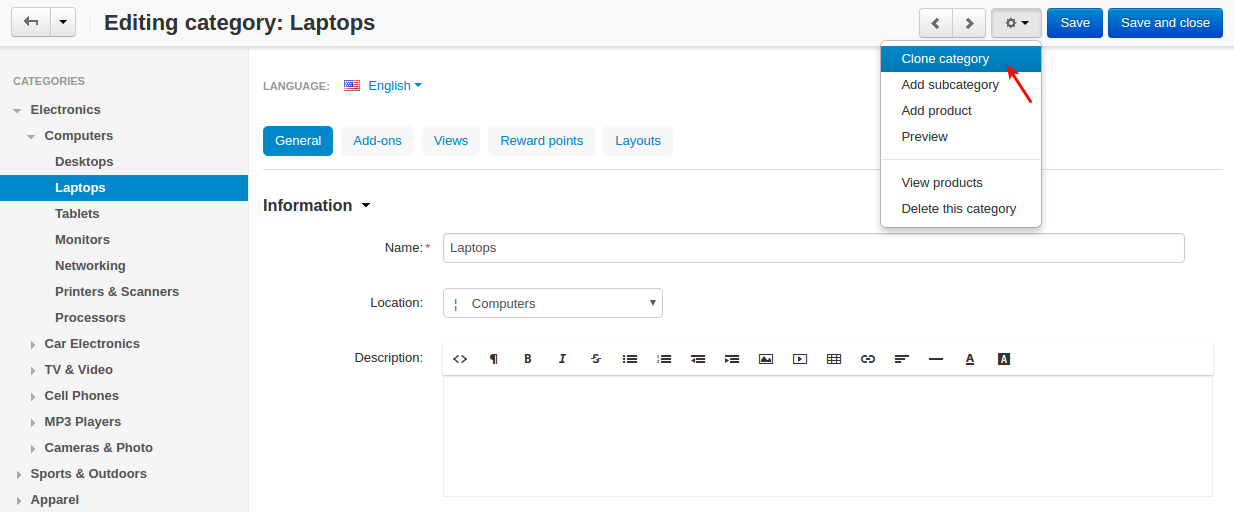 Editing category: Laptops
Save
Save and close
Clone category
Add subcategory
Add product
Preview
View products
Delete this category
CATEGORIES
Electronics
Computers
Desktops
Laptops
Tablets
Monitors
Networking
Printers & Scanners
Processors
Car Electronics
TV & Video
Cell Phones
MP3 Players
Cameras & Photo
Sports & Outdoors
Apparel
LANGUAGE: English
General Add-ons Views Reward points Layouts
Information
Name:* Laptops
Location: ¦ Computers
Description: